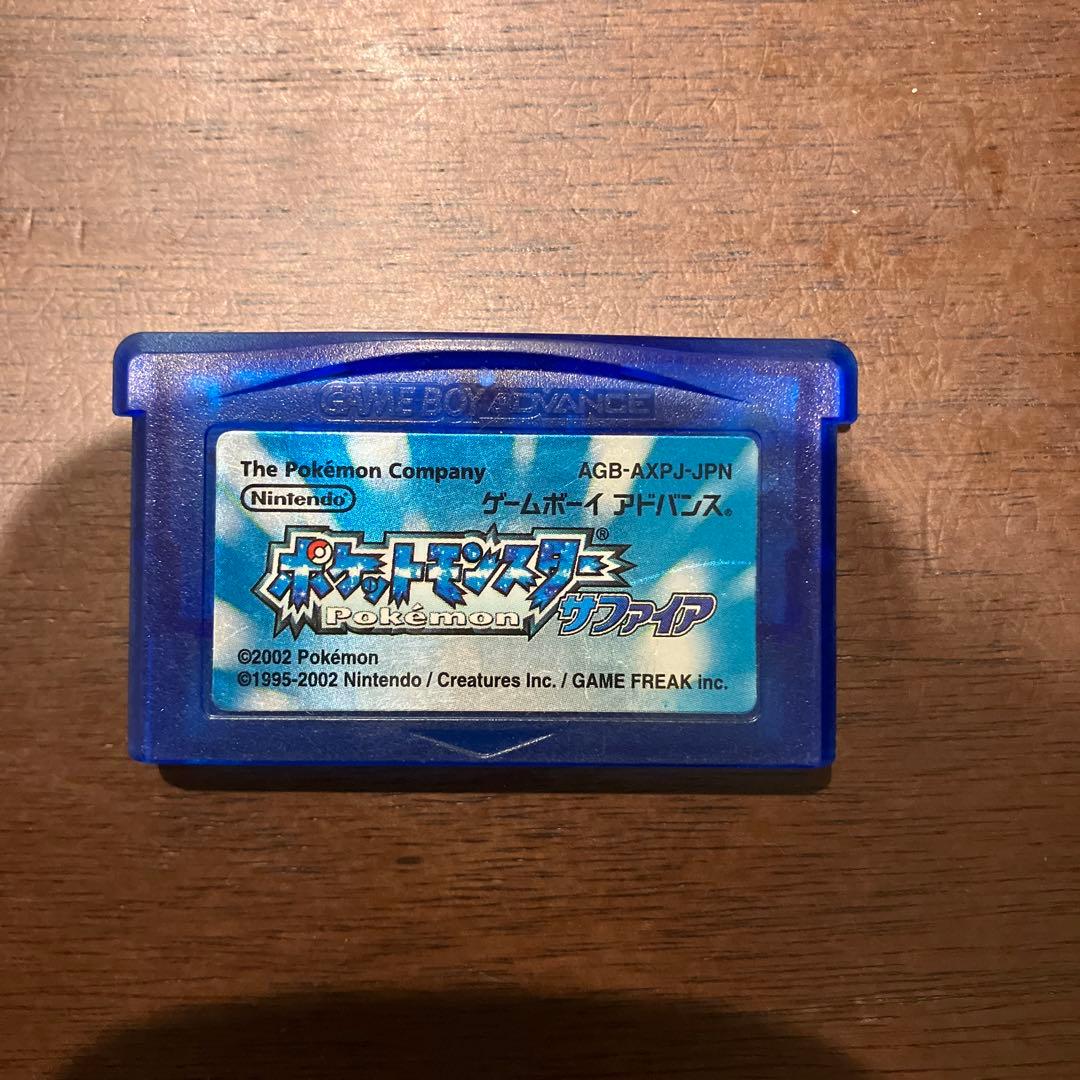 GAME BOY ADVANCE
The Pokémon Company
AGB-AXPJ-JPN
Nintendo®
ゲームボーイ アドバンス®
ポケットモンスター®
Pokémon
サファイア
©2002 Pokémon
©1995-2002 Nintendo / Creatures Inc. / GAME FREAK inc.